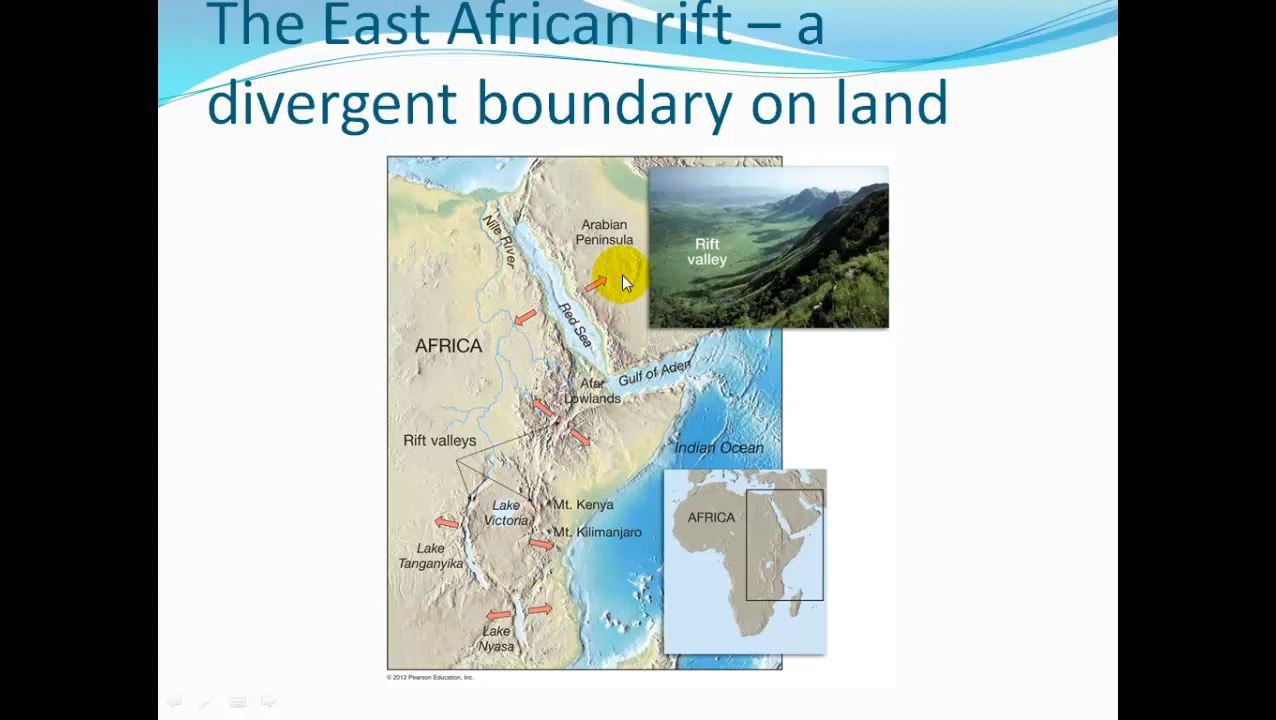 The East African rift – a
divergent boundary on land
Nile River
Arabian
Peninsula
Rift
valley
Red Sea
AFRICA
Afar
Lowlands
Gulf of Aden
Rift valleys
Indian Ocean
Lake
Victoria
Mt. Kenya
Mt. Kilimanjaro
AFRICA
Lake
Tanganyika
Lake
Nyasa
© 2012 Pearson Education, Inc.